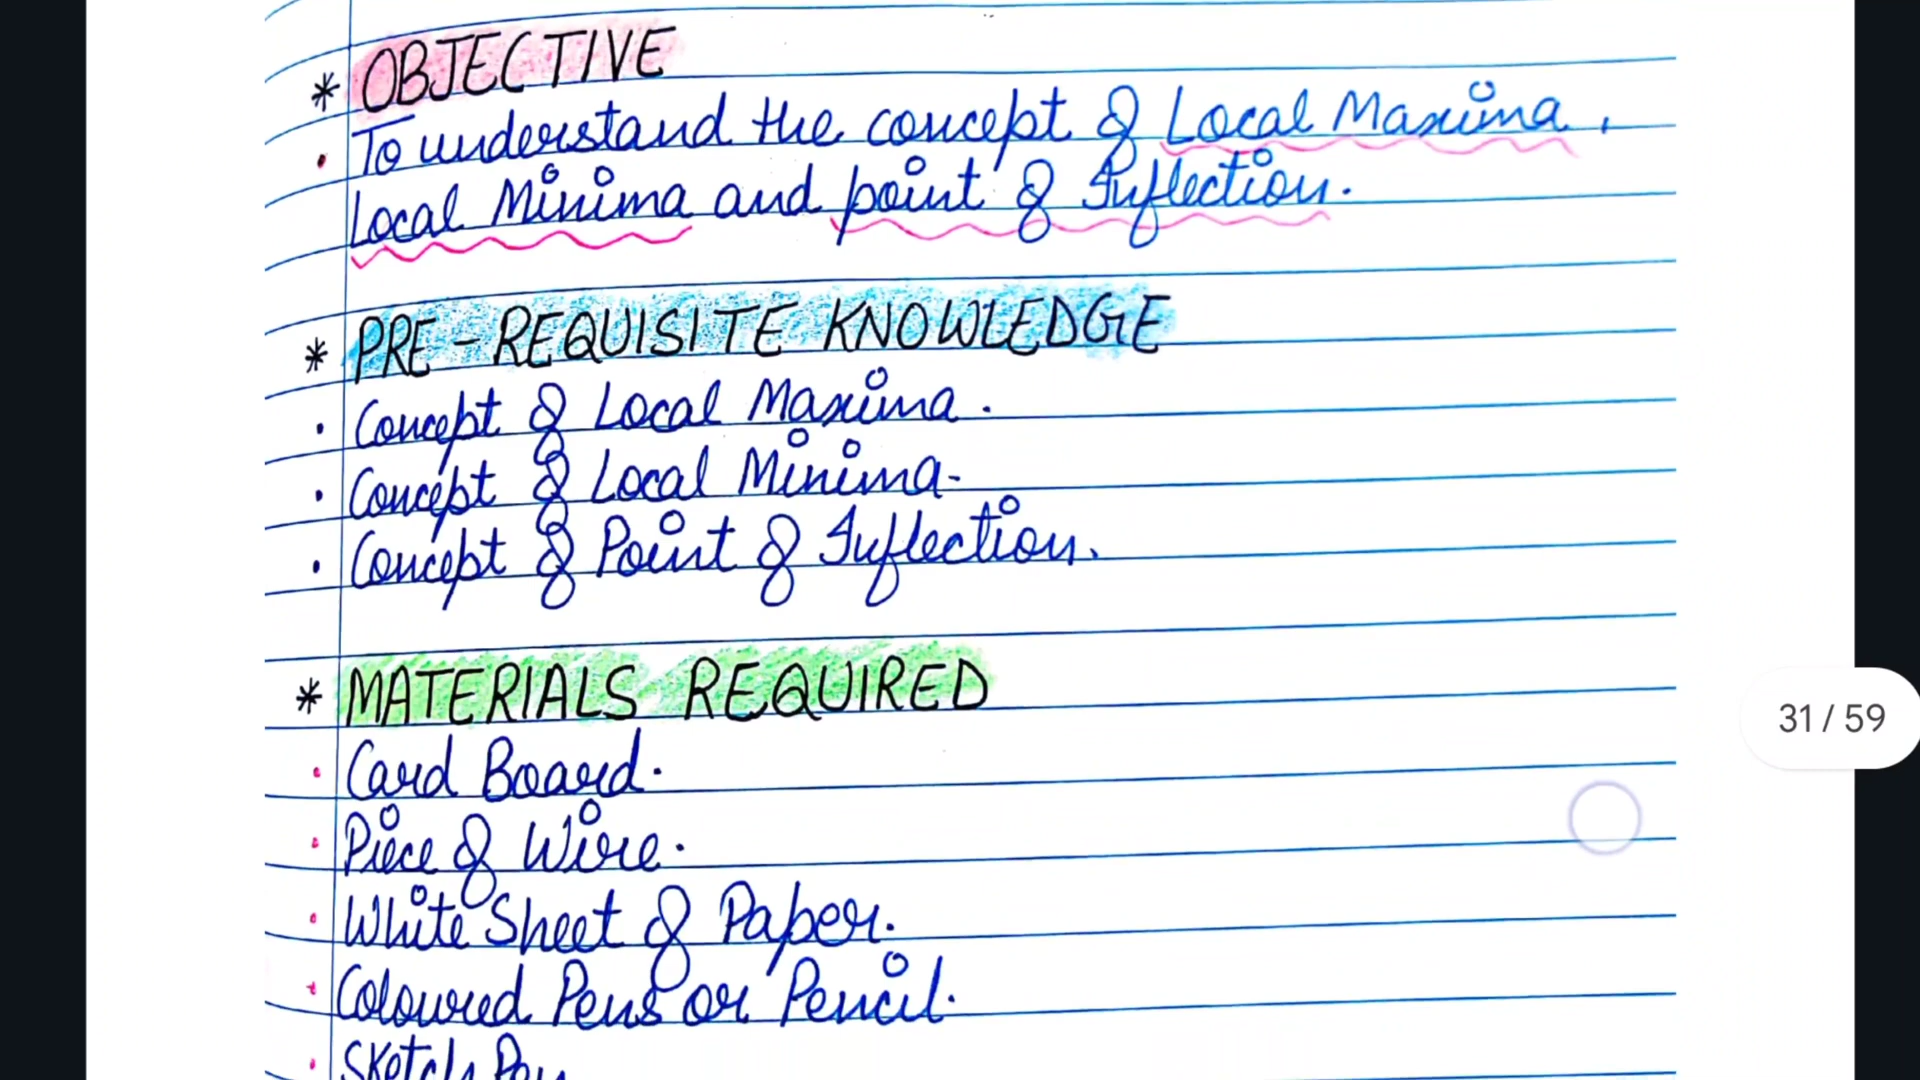 * OBJECTIVE
· To understand the concept of Local Maxima,
Local Minima and point of Inflection.
* PRE-REQUISITE KNOWLEDGE
· Concept of Local Maxima.
· Concept of Local Minima.
· Concept of Point of Inflection.
* MATERIALS REQUIRED
· Card Board.
· Piece of Wire.
31/59
· White Sheet of Paper.
· Coloured Pens or Pencil.
· Sketch Pen